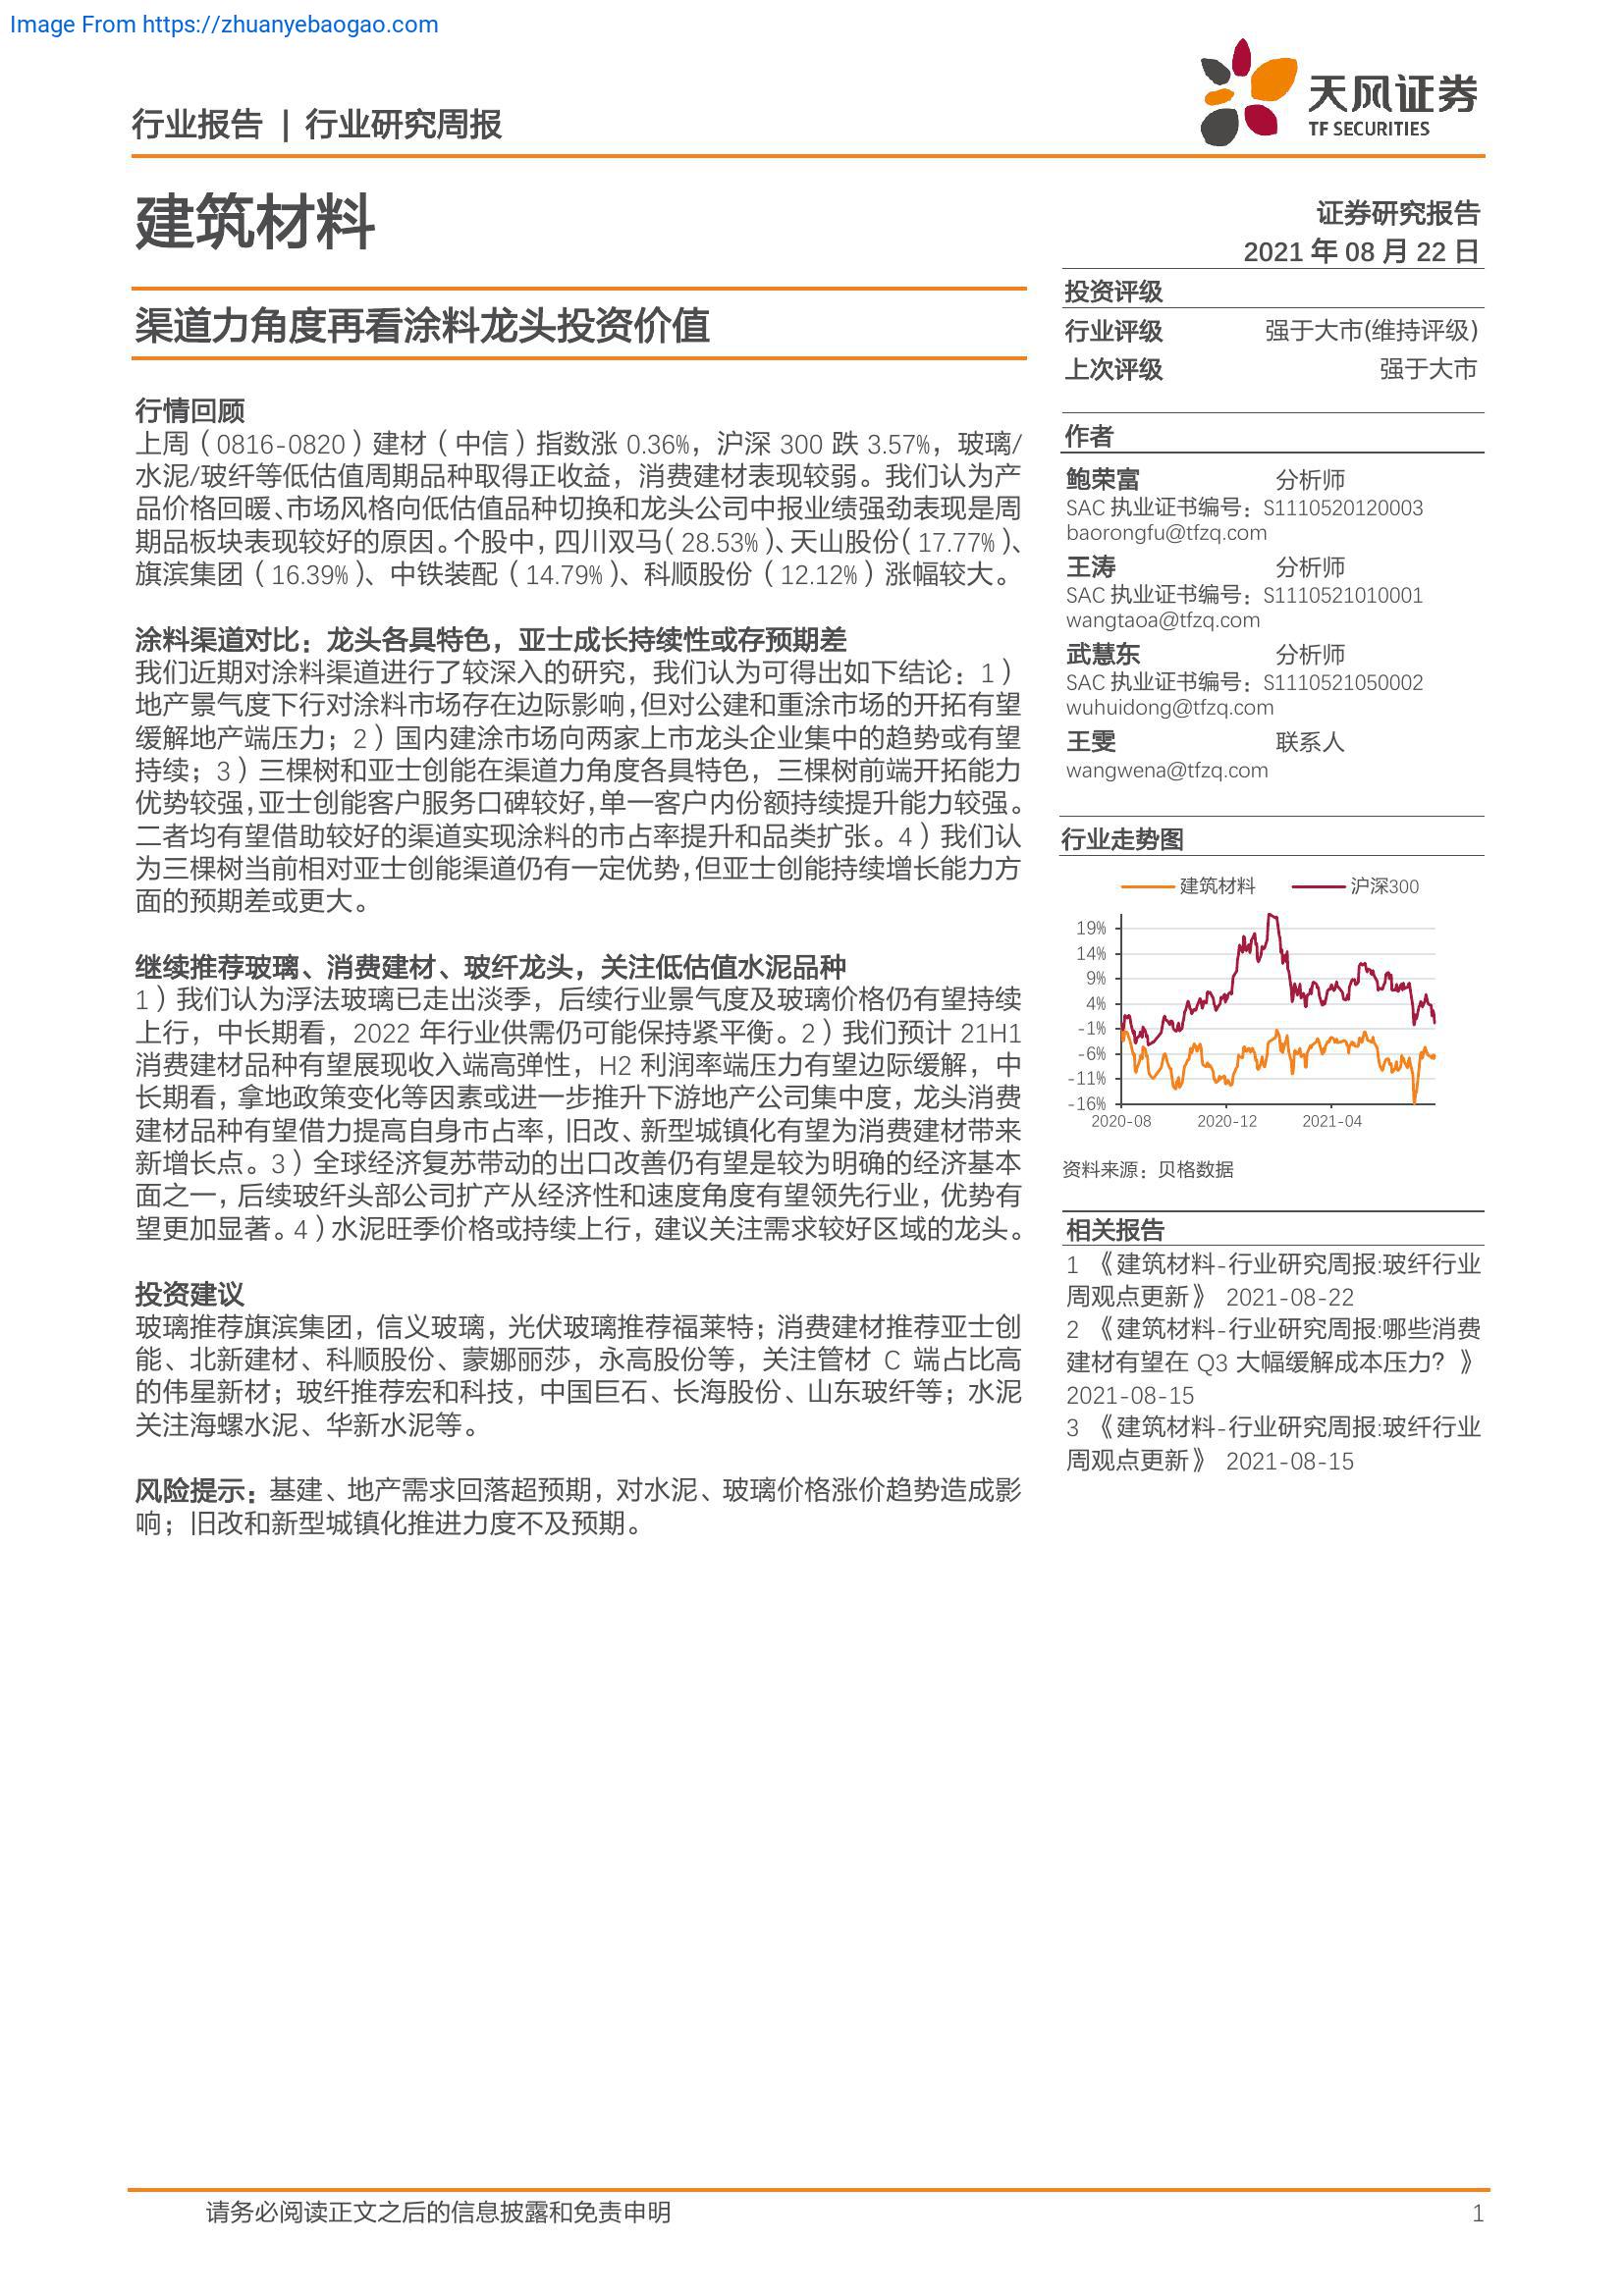 Image From https://zhuanyebaogao.com
行业报告 | 行业研究周报
天风证券
TF SECURITIES
建筑材料
证券研究报告
2021 年 08 月 22 日
渠道力角度再看涂料龙头投资价值
行情回顾
上周（0816-0820）建材（中信）指数涨 0.36%，沪深 300 跌 3.57%，玻璃/
水泥/玻纤等低估值周期品种取得正收益，消费建材表现较弱。我们认为产
品价格回暖、市场风格向低估值品种切换和龙头公司中报业绩强劲表现是周
期品板块表现较好的原因。个股中，四川双马（28.53%）、天山股份（17.77%）、
旗滨集团（16.39%）、中铁装配（14.79%）、科顺股份（12.12%）涨幅较大。
涂料渠道对比：龙头各具特色，亚士成长持续性或存预期差
我们近期对涂料渠道进行了较深入的研究，我们认为可得出如下结论：1）
地产景气度下行对涂料市场存在边际影响，但对公建和重涂市场的开拓有望
缓解地产端压力；2）国内建涂市场向两家上市龙头企业集中的趋势或有望
持续；3）三棵树和亚士创能在渠道力角度各具特色，三棵树前端开拓能力
优势较强，亚士创能客户服务口碑较好，单一客户内份额持续提升能力较强。
二者均有望借助较好的渠道实现涂料的市占率提升和品类扩张。4）我们认
为三棵树当前相对亚士创能渠道仍有一定优势，但亚士创能持续增长能力方
面的预期差或更大。
继续推荐玻璃、消费建材、玻纤龙头，关注低估值水泥品种
1）我们认为浮法玻璃已走出淡季，后续行业景气度及玻璃价格仍有望持续
上行，中长期看，2022 年行业供需仍可能保持紧平衡。2）我们预计 21H1
消费建材品种有望展现收入端高弹性，H2 利润率端压力有望边际缓解，中
长期看，拿地政策变化等因素或进一步推升下游地产公司集中度，龙头消费
建材品种有望借力提高自身市占率，旧改、新型城镇化有望为消费建材带来
新增长点。3）全球经济复苏带动的出口改善仍有望是较为明确的经济基本
面之一，后续玻纤头部公司扩产从经济性和速度角度有望领先行业，优势有
望更加显著。4）水泥旺季价格或持续上行，建议关注需求较好区域的龙头。
投资建议
玻璃推荐旗滨集团，信义玻璃，光伏玻璃推荐福莱特；消费建材推荐亚士创
能、北新建材、科顺股份、蒙娜丽莎，永高股份等，关注管材 C 端占比高
的伟星新材；玻纤推荐宏和科技，中国巨石、长海股份、山东玻纤等；水泥
关注海螺水泥、华新水泥等。
风险提示：基建、地产需求回落超预期，对水泥、玻璃价格涨价趋势造成影
响；旧改和新型城镇化推进力度不及预期。
投资评级
行业评级 强于大市(维持评级)
上次评级 强于大市
作者
鲍荣富 分析师
SAC 执业证书编号：S1110520120003
baorongfu@tfzq.com
王涛 分析师
SAC 执业证书编号：S1110521010001
wangtaoa@tfzq.com
武慧东 分析师
SAC 执业证书编号：S1110521050002
wuhuidong@tfzq.com
王雯 联系人
wangwena@tfzq.com
行业走势图
建筑材料 沪深300
19%
14%
9%
4%
-1%
-6%
-11%
-16%
2020-08 2020-12 2021-04
资料来源：贝格数据
相关报告
1 《建筑材料-行业研究周报:玻纤行业
周观点更新》 2021-08-22
2 《建筑材料-行业研究周报:哪些消费
建材有望在 Q3 大幅缓解成本压力？》
2021-08-15
3 《建筑材料-行业研究周报:玻纤行业
周观点更新》 2021-08-15
请务必阅读正文之后的信息披露和免责申明 1